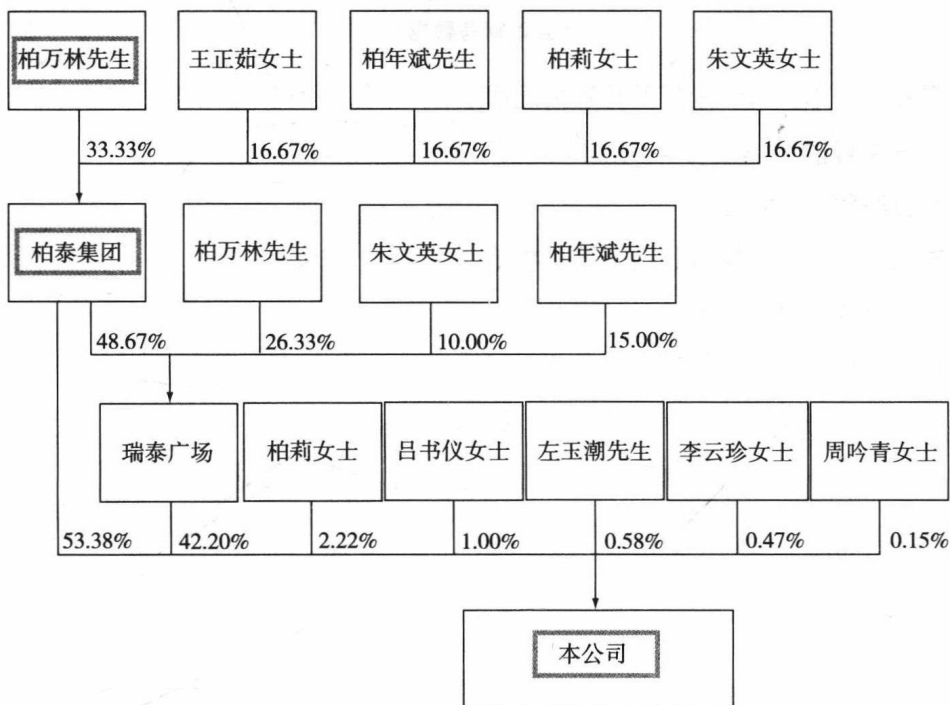 柏万林先生 王正茹女士 柏年斌先生 柏莉女士 朱文英女士
33.33% 16.67% 16.67% 16.67% 16.67%
柏泰集团 柏万林先生 朱文英女士 柏年斌先生
48.67% 26.33% 10.00% 15.00%
瑞泰广场 柏莉女士 吕书仪女士 左玉潮先生 李云珍女士 周吟青女士
53.38% 42.20% 2.22% 1.00% 0.58% 0.47% 0.15%
本公司